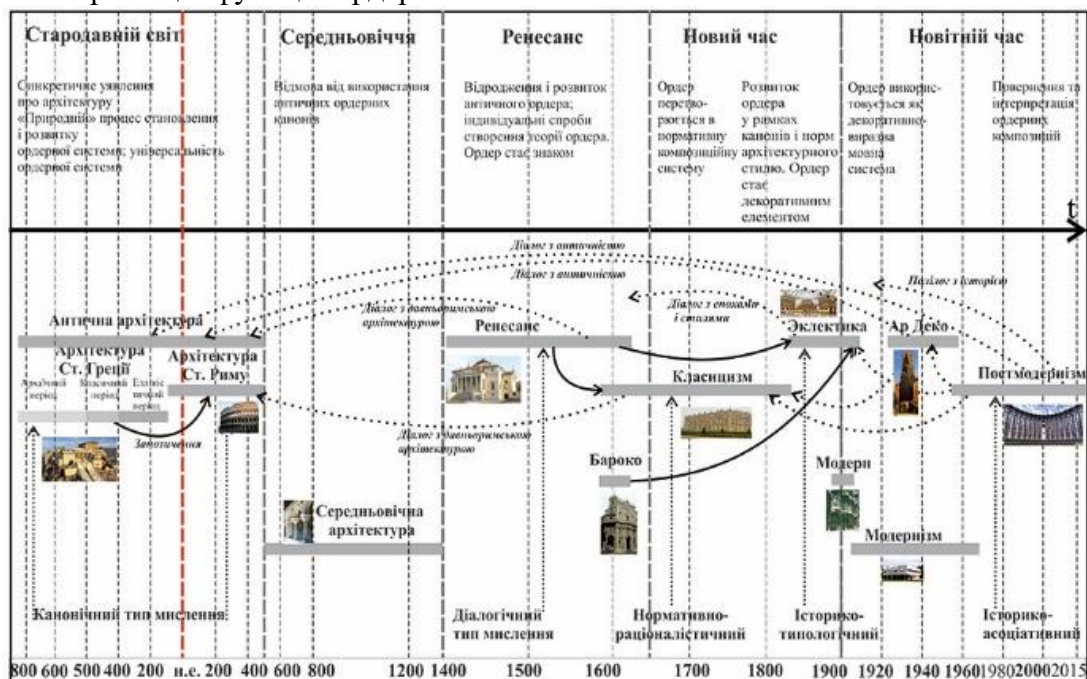 Стародавній світ
Середньовіччя
Ренесанс
Новий час
Новітній час
Синкретичне уявлення
про архітектуру
«Природній» процес становлення
і розвитку
ордерної системи; універсальність
ордерної системи
Відмова від використання
античних ордерних
канонів
Відродження і розвиток
античного ордера;
індивідуальні спроби
створення теорії ордера.
Ордер стає знаком
Ордер
перетво-
рюється в
нормативну
композиційну
систему
Розвиток
ордера
у рамках
канонів і норм
архітектурного
стилю. Ордер
стає
декоративним
елементом
Ордер викорис-
товується як
декоративно-
виразва
мовна
система
Повернення та
інтерпретація
ордерних
композицій
t
Діалог з античністю
Діалог з античністю
Діалог з давньоримською
архітектурою
Діалог з епохами
і стилями
Полілог з історією
Антична архітектура
Ренесанс
Эклектика
Ар Деко
Архітектура
Ст. Греції
Архітектура
Ст. Риму
Архаїчний
період
Класичний
період
Елліністичний
період
Запозичення
Класицизм
Постмодернізм
Діалог з давньоримською
архітектурою
Бароко
Модерн
Середньовічна
архітектура
Модернізм
Канонічний тип мислення
Діалогічний
тип мислення
Нормативно-
раціоналістичний
Історико-
типологічний
Історико-
асоціативний
800 600 500 400 200 н.е. 200 400 600 800 1200 1400 1500 1600 1700 1800 1900 1920 1940 1960 1980 2000 2015